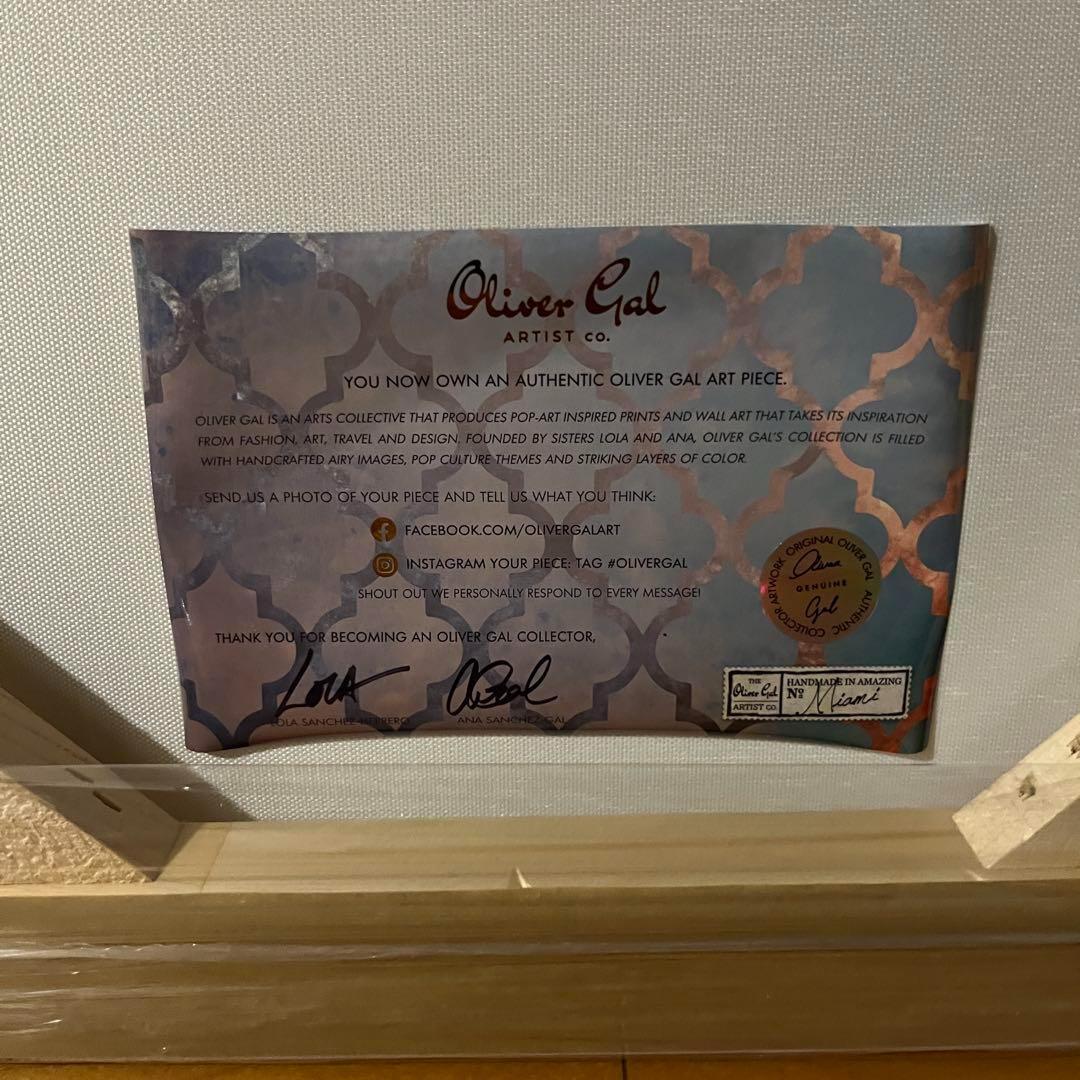 Oliver Gal
ARTIST CO.
YOU NOW OWN AN AUTHENTIC OLIVER GAL ART PIECE.
OLIVER GAL IS AN ARTS COLLECTIVE THAT PRODUCES POP-ART INSPIRED PRINTS AND WALL ART THAT TAKES ITS INSPIRATION
FROM FASHION, ART, TRAVEL AND DESIGN. FOUNDED BY SISTERS LOLA AND ANA, OLIVER GAL'S COLLECTION IS FILLED
WITH HANDCRAFTED AIRY IMAGES, POP CULTURE THEMES AND STRIKING LAYERS OF COLOR.
SEND US A PHOTO OF YOUR PIECE AND TELL US WHAT YOU THINK:
FACEBOOK.COM/OLIVERGALART
INSTAGRAM YOUR PIECE: TAG #OLIVERGAL
SHOUT OUT WE PERSONALLY RESPOND TO EVERY MESSAGE!
ORIGINAL OLIVER GAL
AUTHENTIC COLLECTOR ARTWORK
Oliver
GENUINE
Gal
THANK YOU FOR BECOMING AN OLIVER GAL COLLECTOR,
LOLA
LOLA SANCHEZ HERRERO
ANA SANCHEZ-GAL
THE
Oliver Gal
ARTIST CO.
HANDMADE IN AMAZING
Nº Miami